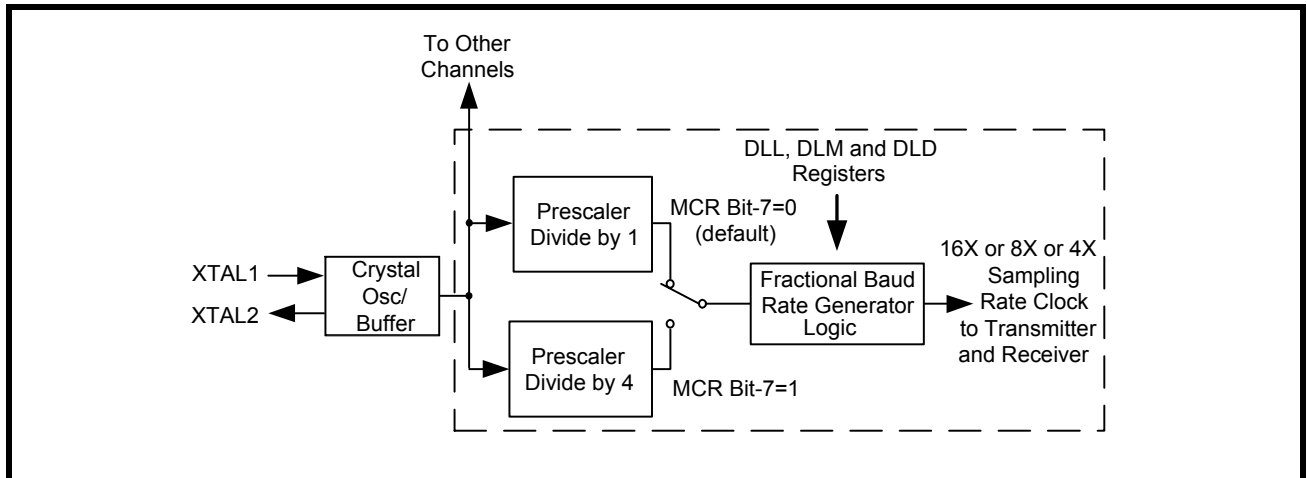 To Other
Channels
DLL, DLM and DLD
Registers
Prescaler
Divide by 1
MCR Bit-7=0
(default)
16X or 8X or 4X
Sampling
Rate Clock
to Transmitter
and Receiver
XTAL1
XTAL2
Crystal
Osc/
Buffer
Fractional Baud
Rate Generator
Logic
Prescaler
Divide by 4
MCR Bit-7=1